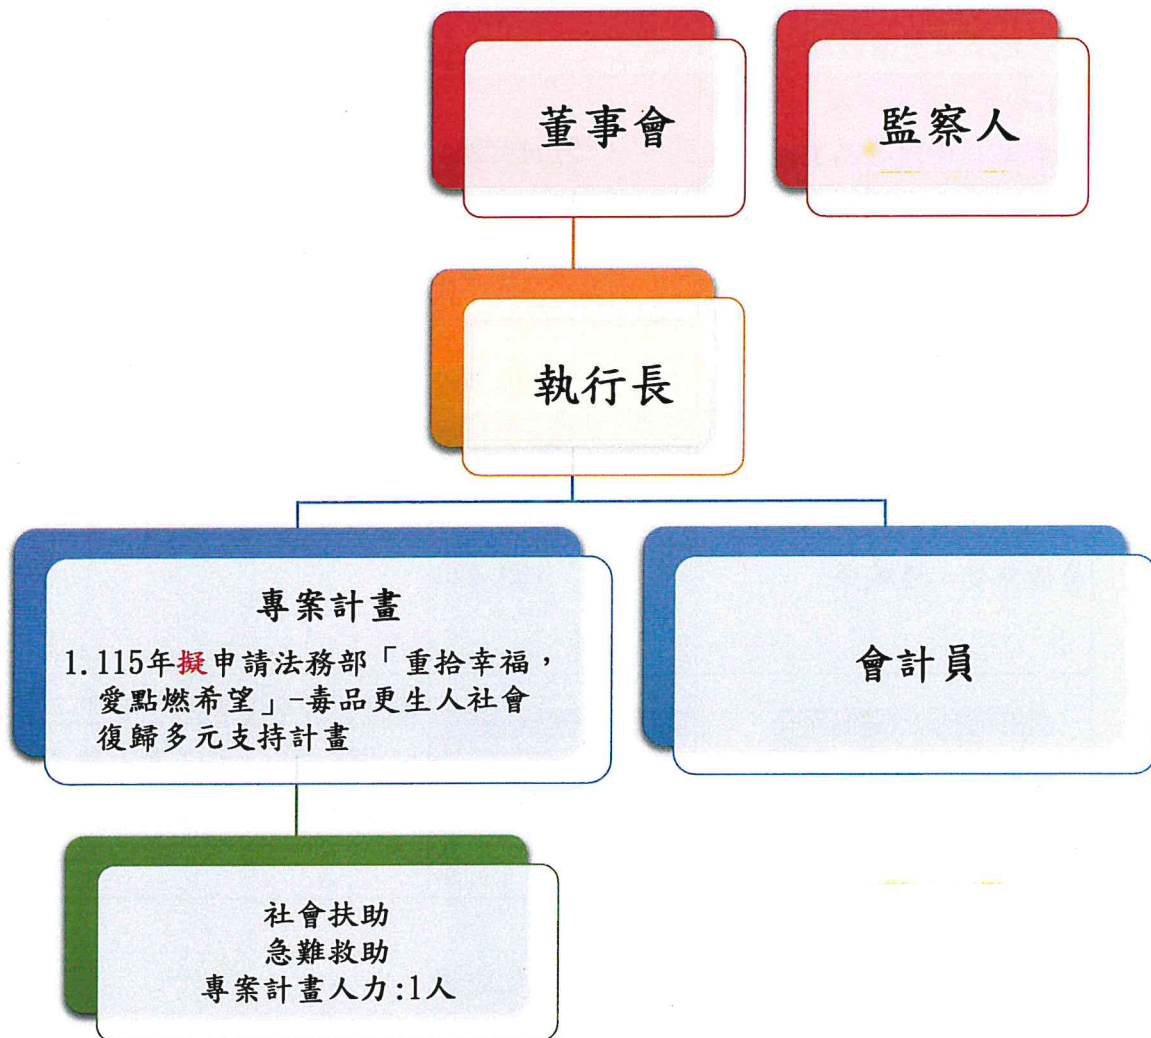 董事會
監察人
執行長
專案計畫
1.115年擬申請法務部「重拾幸福，
愛點燃希望」-毒品更生人社會
復歸多元支持計畫
會計員
社會扶助
急難救助
專案計畫人力:1人